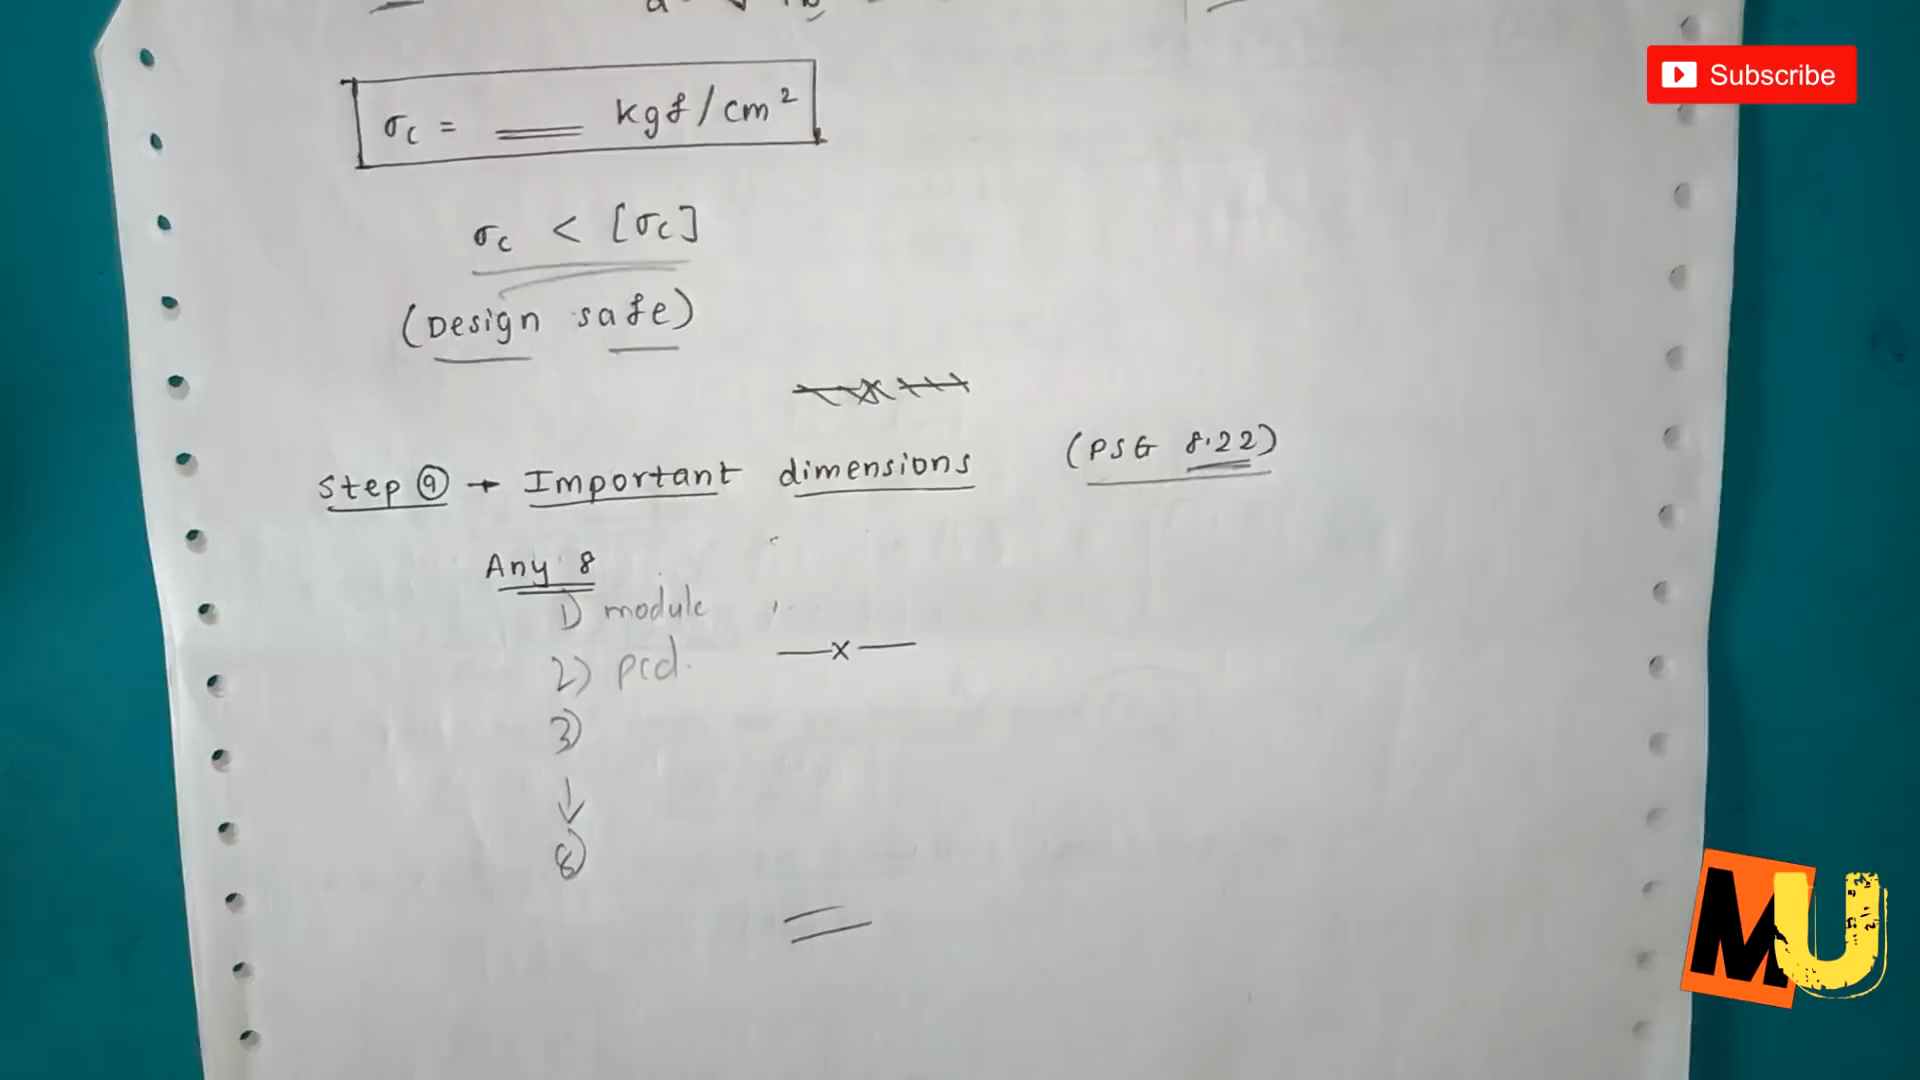 Subscribe
σc = ___ kgf/cm²
σc < [σc]
(Design safe)
Step ⑨ → Important dimensions (PSG 8.22)
Any 8
1) module
2) pcd.
3)
↓
8)
MU